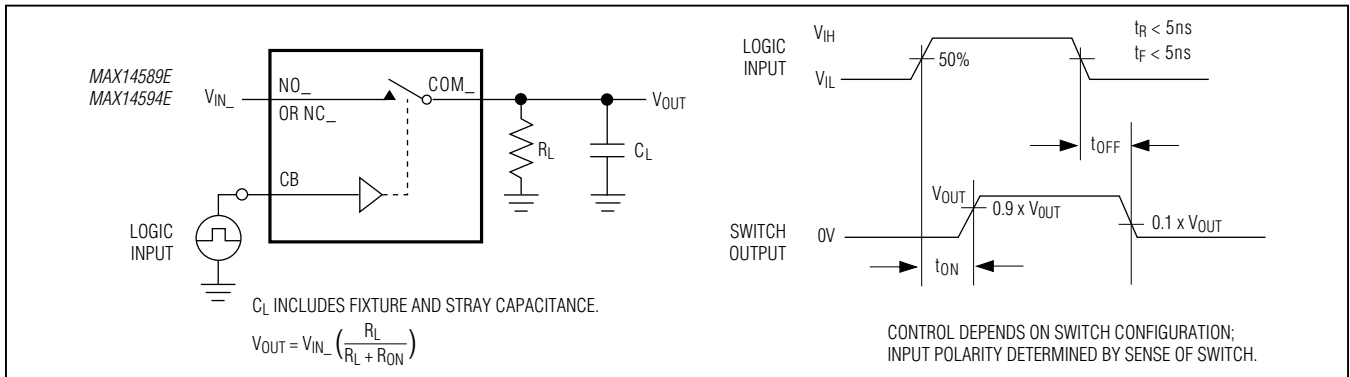 MAX14589E
MAX14594E
V_IN_
NO_
OR NC_
COM_
V_OUT
R_L
C_L
CB
LOGIC
INPUT
C_L INCLUDES FIXTURE AND STRAY CAPACITANCE.
V_OUT = V_IN_ (R_L / (R_L + R_ON))
LOGIC
INPUT
V_IH
V_IL
50%
t_R < 5ns
t_F < 5ns
t_OFF
SWITCH
OUTPUT
V_OUT
0V
0.9 x V_OUT
0.1 x V_OUT
t_ON
CONTROL DEPENDS ON SWITCH CONFIGURATION;
INPUT POLARITY DETERMINED BY SENSE OF SWITCH.